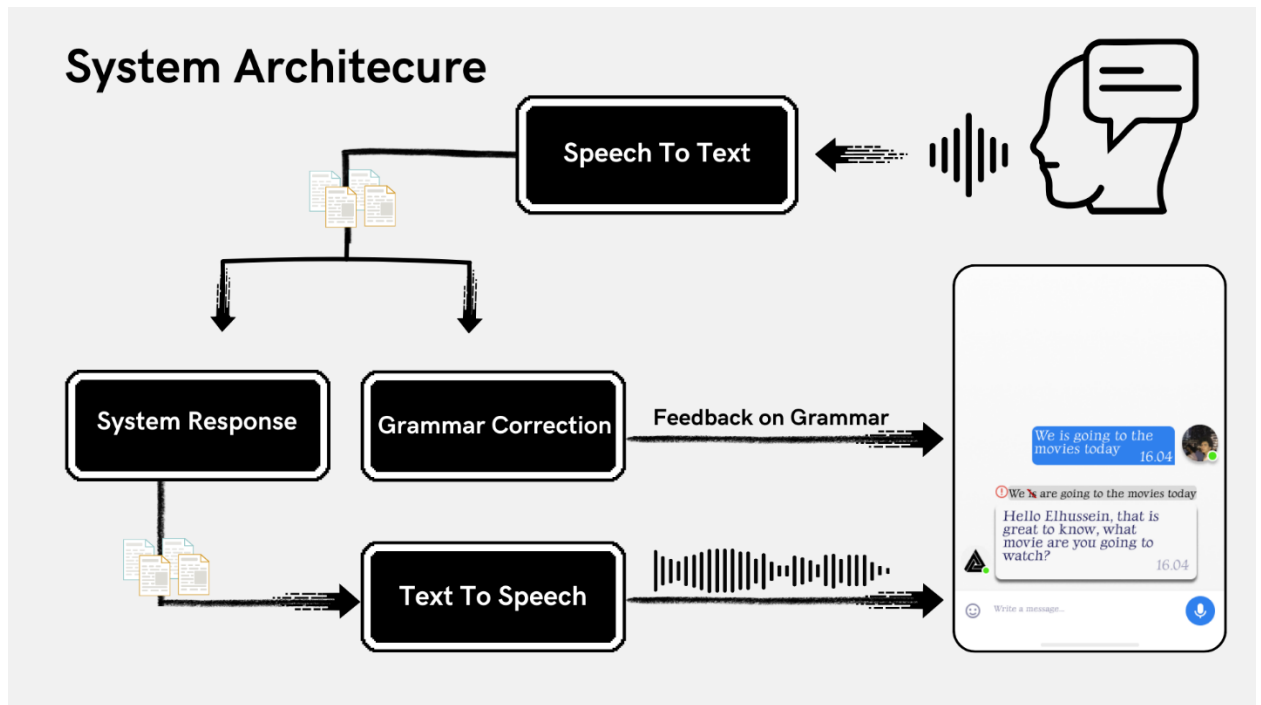 System Architecure
Speech To Text
System Response
Grammar Correction
Feedback on Grammar
Text To Speech
We is going to the
movies today
16.04
We is are going to the movies today
Hello Elhussein, that is
great to know, what
movie are you going to
watch?
16.04
Write a message...